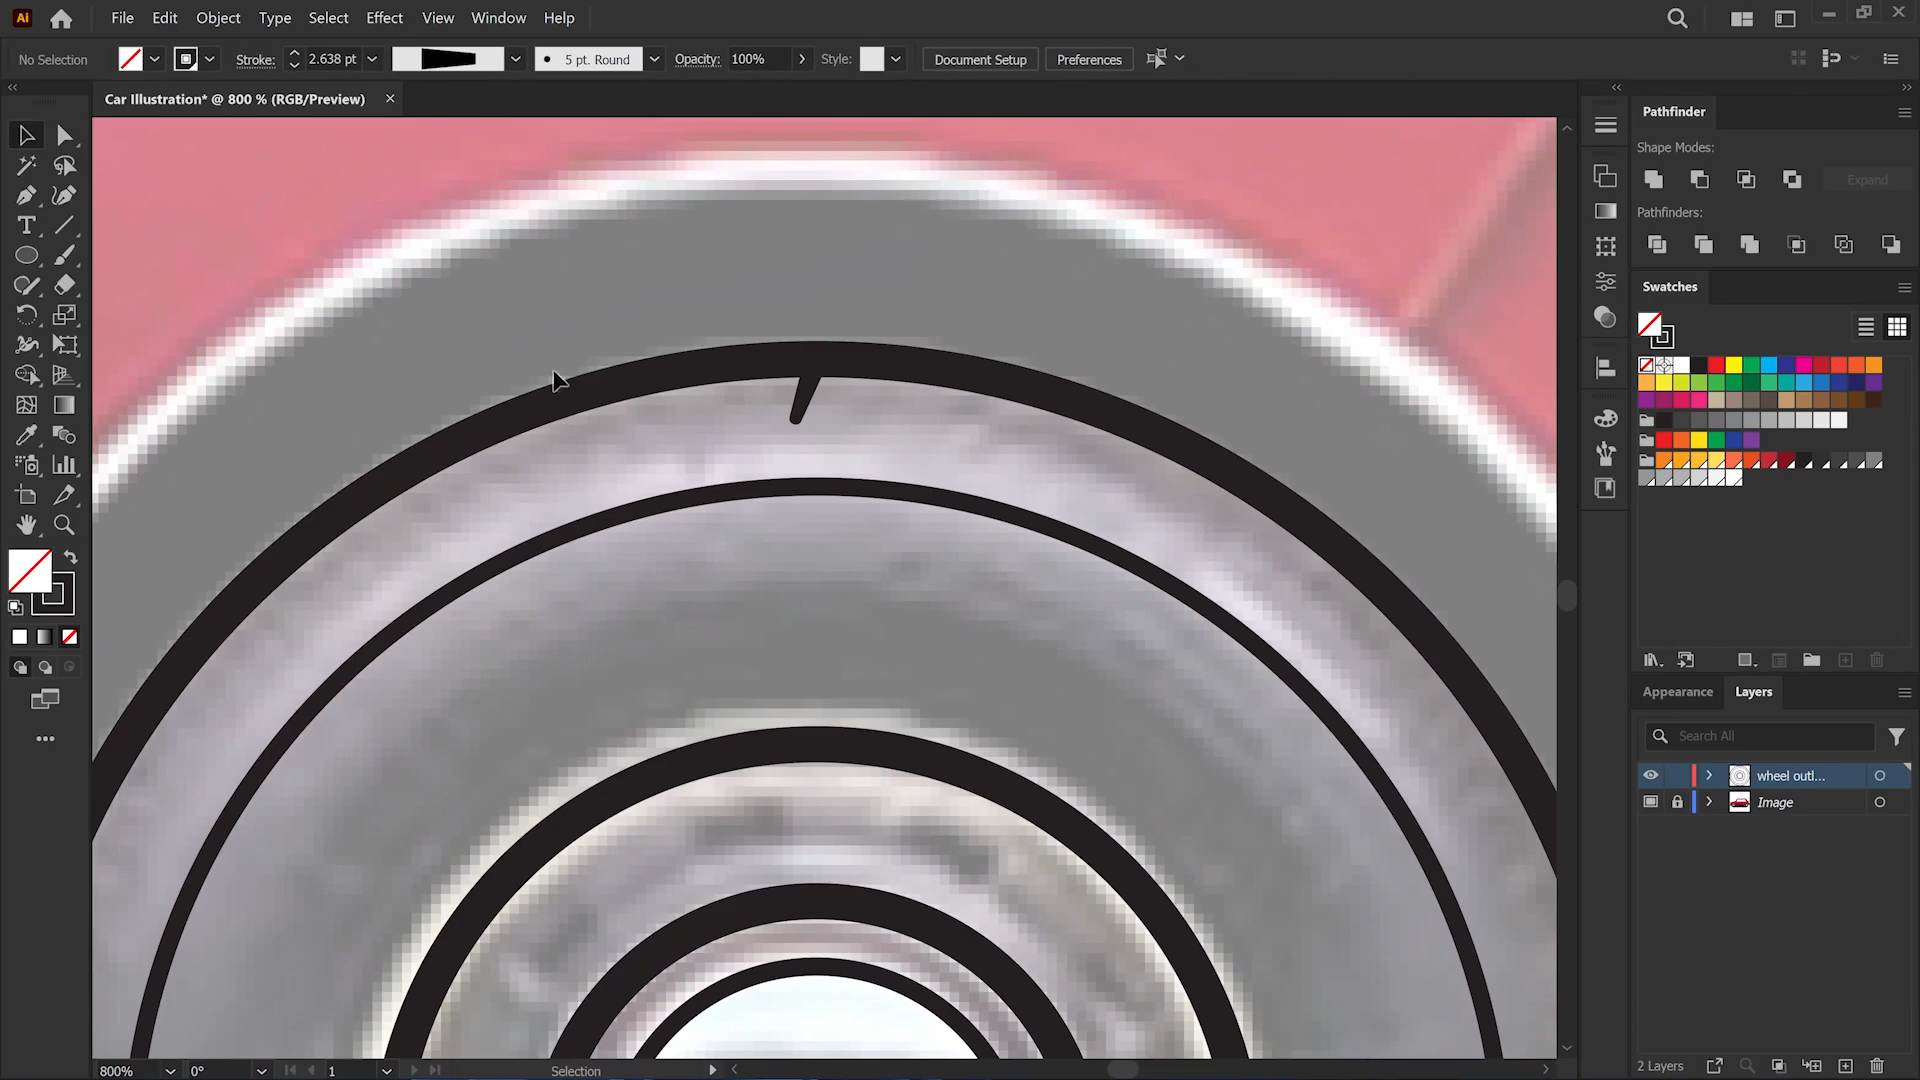 Ai File Edit Object Type Select Effect View Window Help
No Selection Stroke: 2.638 pt 5 pt. Round Opacity: 100% Style: Document Setup Preferences
Car Illustration* @ 800 % (RGB/Preview)
Pathfinder
Shape Modes:
Expand
Pathfinders:
Swatches
Appearance Layers
Search All
wheel outl...
Image
2 Layers
800% 0° 1 Selection